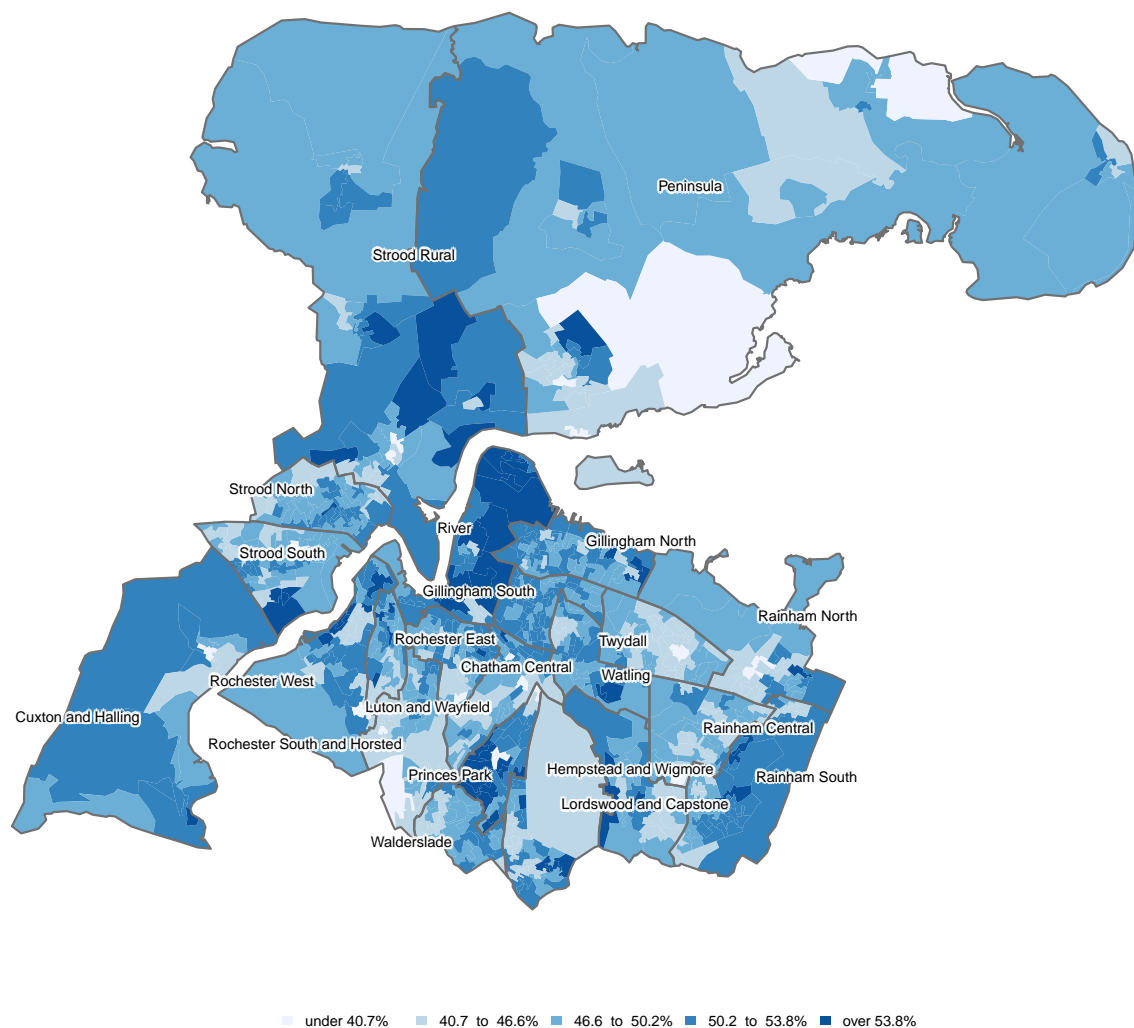 Peninsula
Strood Rural
Strood North
River
Gillingham North
Strood South
Gillingham South
Rainham North
Rochester East
Twydall
Chatham Central
Watling
Rochester West
Luton and Wayfield
Cuxton and Halling
Rainham Central
Rochester South and Horsted
Hempstead and Wigmore
Princes Park
Rainham South
Lordswood and Capstone
Walderslade
under 40.7%
40.7 to 46.6%
46.6 to 50.2%
50.2 to 53.8%
over 53.8%